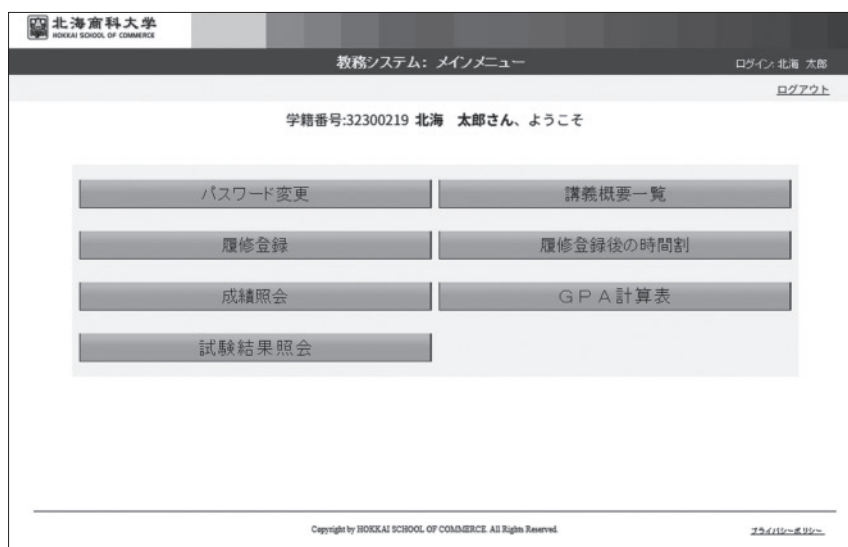 北海商科大学
HOKKAI SCHOOL OF COMMERCE
教務システム: メインメニュー
ログイン: 北海 太郎
ログアウト
学籍番号:32300219 北海 太郎さん、ようこそ
パスワード変更
講義概要一覧
履修登録
履修登録後の時間割
成績照会
GPA計算表
試験結果照会
Copyright by HOKKAI SCHOOL OF COMMERCE. All Rights Reserved.
プライバシーポリシー